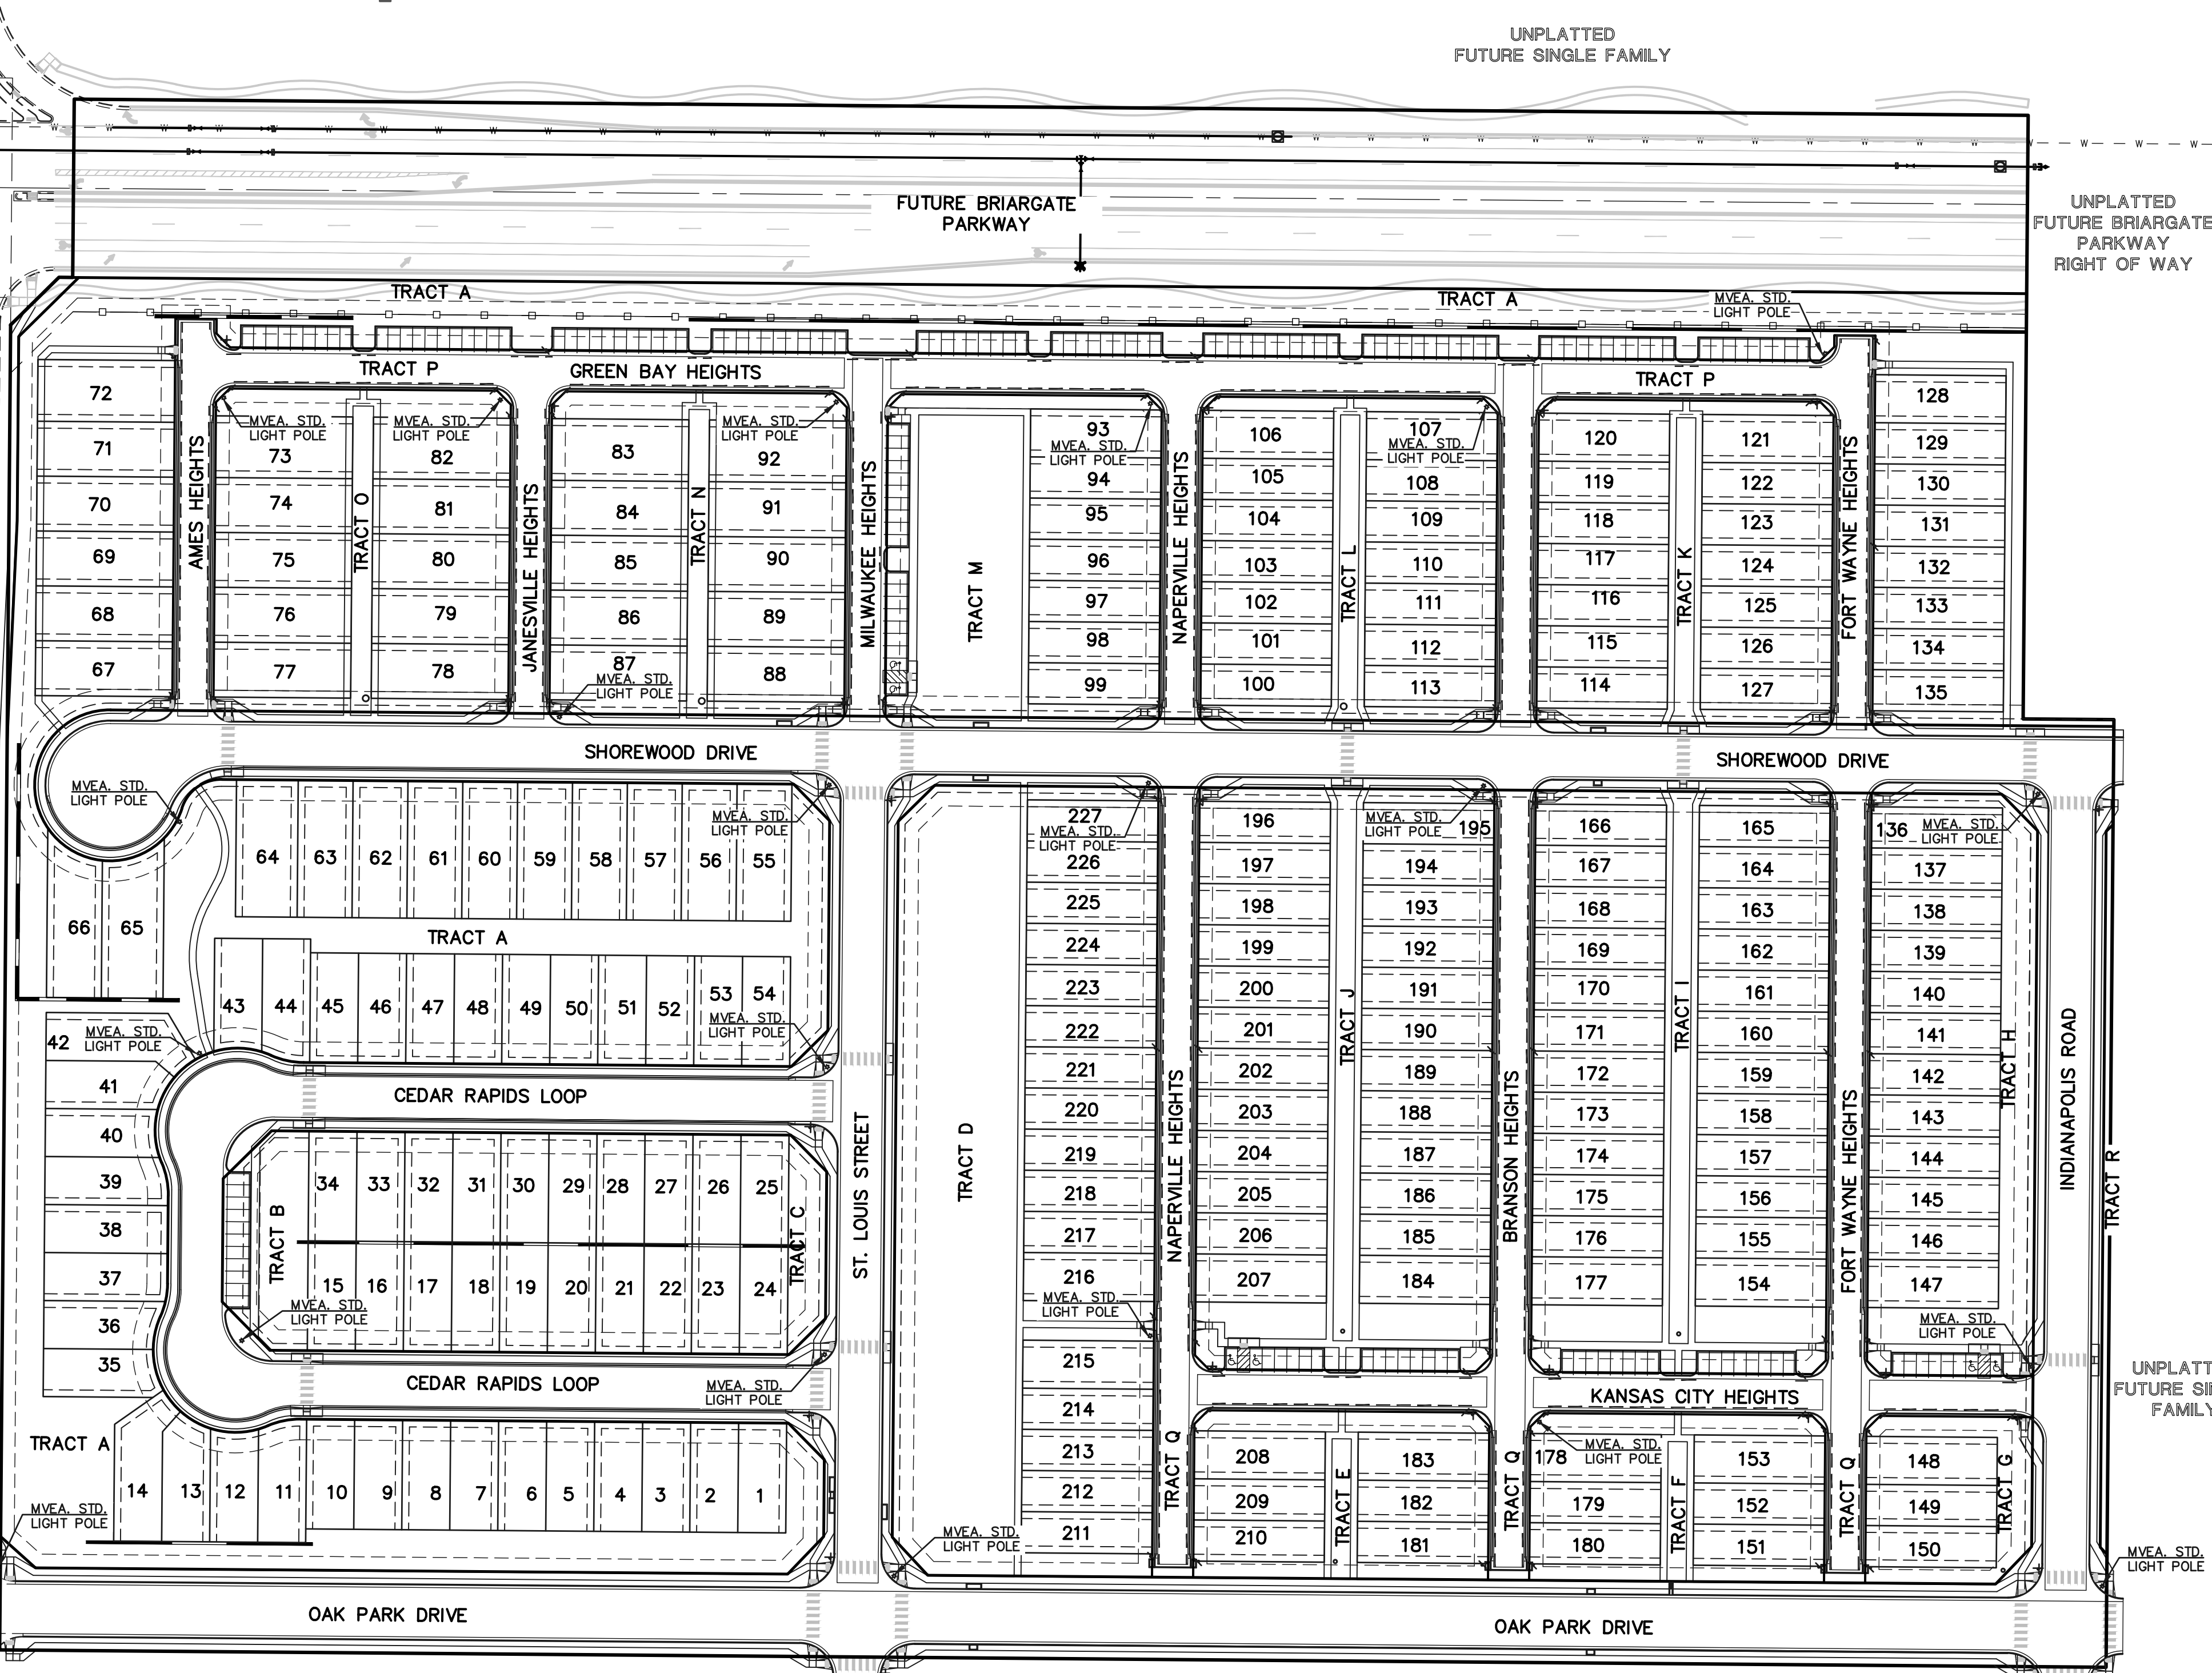 UNPLATTED
FUTURE SINGLE FAMILY
FUTURE BRIARGATE
PARKWAY
UNPLATTED
FUTURE BRIARGATE
PARKWAY
RIGHT OF WAY
TRACT A
TRACT A
MVEA. STD.
LIGHT POLE
TRACT P
GREEN BAY HEIGHTS
TRACT P
72
71
70
69
68
67
AMES HEIGHTS
MVEA. STD.
LIGHT POLE
73
74
75
76
77
TRACT O
MVEA. STD.
LIGHT POLE
82
81
80
79
78
JANESVILLE HEIGHTS
83
84
85
86
87
MVEA. STD.
LIGHT POLE
TRACT N
MVEA. STD.
LIGHT POLE
92
91
90
89
88
MILWAUKEE HEIGHTS
TRACT M
93
MVEA. STD.
LIGHT POLE
94
95
96
97
98
99
NAPERVILLE HEIGHTS
106
105
104
103
102
101
100
TRACT L
107
MVEA. STD.
LIGHT POLE
108
109
110
111
112
113
120
119
118
117
116
115
114
TRACT K
121
122
123
124
125
126
127
FORT WAYNE HEIGHTS
128
129
130
131
132
133
134
135
SHOREWOOD DRIVE
SHOREWOOD DRIVE
MVEA. STD.
LIGHT POLE
MVEA. STD.
LIGHT POLE
64
63
62
61
60
59
58
57
56
55
66
65
TRACT A
43
44
45
46
47
48
49
50
51
52
53
54
MVEA. STD.
LIGHT POLE
42
MVEA. STD.
LIGHT POLE
41
40
39
38
37
36
35
CEDAR RAPIDS LOOP
TRACT B
34
33
32
31
30
29
28
27
26
25
TRACT C
15
16
17
18
19
20
21
22
23
24
MVEA. STD.
LIGHT POLE
CEDAR RAPIDS LOOP
MVEA. STD.
LIGHT POLE
TRACT A
14
13
12
11
10
9
8
7
6
5
4
3
2
1
MVEA. STD.
LIGHT POLE
ST. LOUIS STREET
TRACT D
MVEA. STD.
LIGHT POLE
227
MVEA. STD.
LIGHT POLE
226
225
224
223
222
221
220
219
218
217
216
MVEA. STD.
LIGHT POLE
215
214
213
212
211
NAPERVILLE HEIGHTS
TRACT Q
196
197
198
199
200
201
202
203
204
205
206
207
TRACT J
MVEA. STD.
LIGHT POLE
195
194
193
192
191
190
189
188
187
186
185
184
BRANSON HEIGHTS
166
167
168
169
170
171
172
173
174
175
176
177
TRACT I
165
164
163
162
161
160
159
158
157
156
155
154
FORT WAYNE HEIGHTS
136
MVEA. STD.
LIGHT POLE
137
138
139
140
141
142
143
144
145
146
147
MVEA. STD.
LIGHT POLE
TRACT H
INDIANAPOLIS ROAD
TRACT R
KANSAS CITY HEIGHTS
208
209
210
TRACT E
183
182
181
TRACT Q
178
MVEA. STD.
LIGHT POLE
179
180
TRACT F
153
152
151
TRACT Q
148
149
150
TRACT G
MVEA. STD.
LIGHT POLE
FUTURE
FAMILY
OAK PARK DRIVE
OAK PARK DRIVE